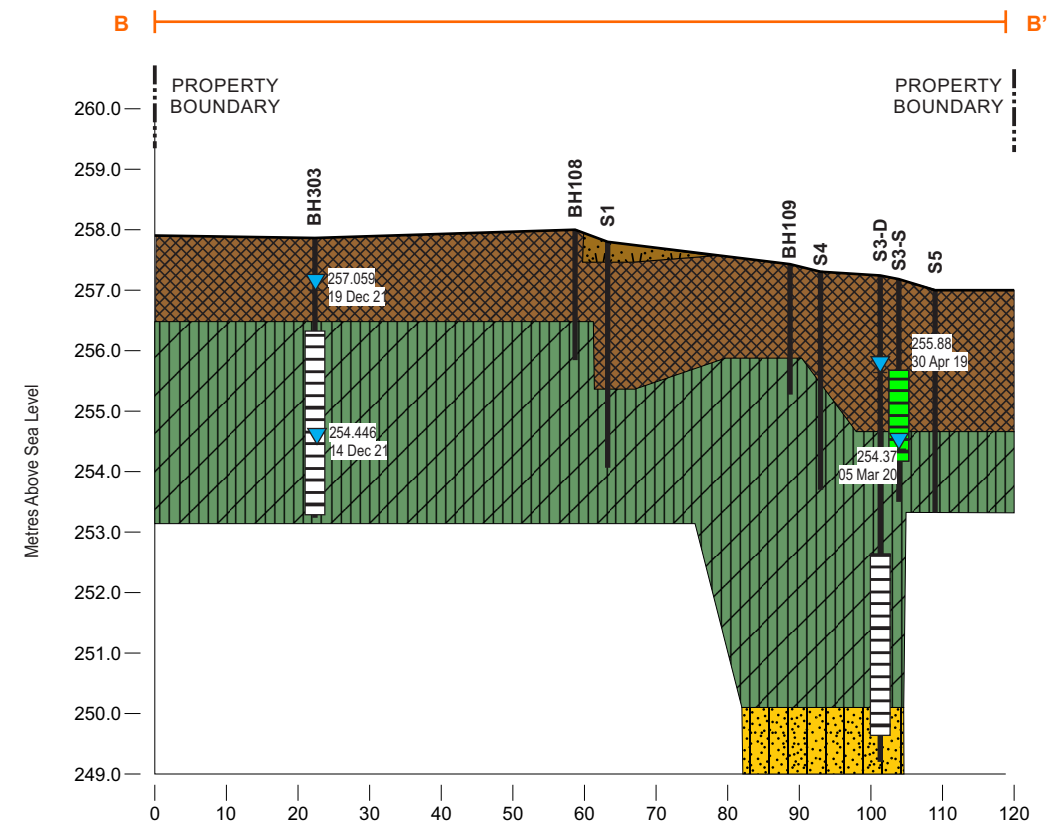 B B’
PROPERTY
BOUNDARY
PROPERTY
BOUNDARY
260.0
259.0
258.0
257.0
256.0
255.0
254.0
253.0
252.0
251.0
250.0
249.0
Metres Above Sea Level
BH303
BH108
S1
BH109
S4
S3-D
S3-S
S5
257.059
19 Dec 21
254.446
14 Dec 21
255.88
30 Apr 19
254.37
05 Mar 20
0 10 20 30 40 50 60 70 80 90 100 110 120